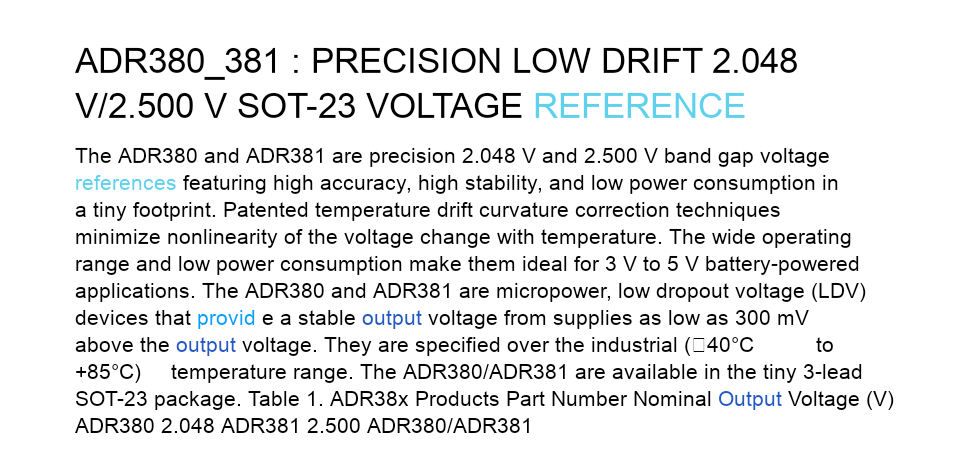 ADR380_381 : PRECISION LOW DRIFT 2.048
V/2.500 V SOT-23 VOLTAGE REFERENCE
The ADR380 and ADR381 are precision 2.048 V and 2.500 V band gap voltage
references featuring high accuracy, high stability, and low power consumption in
a tiny footprint. Patented temperature drift curvature correction techniques
minimize nonlinearity of the voltage change with temperature. The wide operating
range and low power consumption make them ideal for 3 V to 5 V battery-powered
applications. The ADR380 and ADR381 are micropower, low dropout voltage (LDV)
devices that provid e a stable output voltage from supplies as low as 300 mV
above the output voltage. They are specified over the industrial (□40°C to
+85°C) temperature range. The ADR380/ADR381 are available in the tiny 3-lead
SOT-23 package. Table 1. ADR38x Products Part Number Nominal Output Voltage (V)
ADR380 2.048 ADR381 2.500 ADR380/ADR381